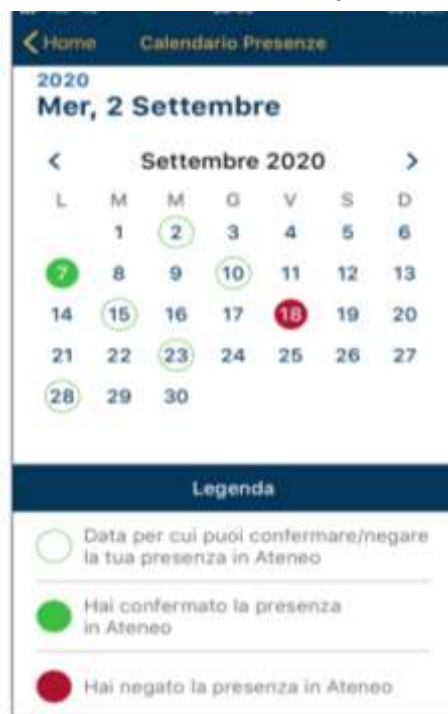 Home Calendario Presenze
2020
Mer, 2 Settembre
Settembre 2020
L M M G V S D
1 2 3 4 5 6
7 8 9 10 11 12 13
14 15 16 17 18 19 20
21 22 23 24 25 26 27
28 29 30
Legenda
Data per cui puoi confermare/negare
la tua presenza in Ateneo
Hai confermato la presenza
in Ateneo
Hai negato la presenza in Ateneo